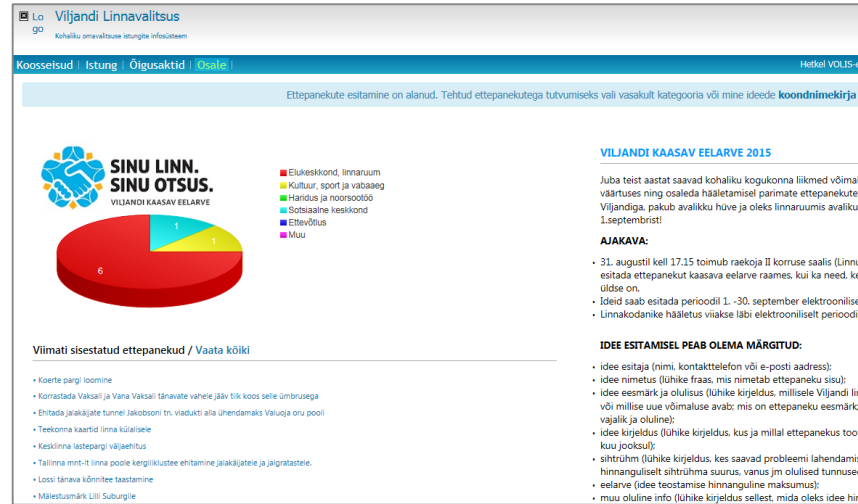 Lo
go
Viljandi Linnavalitsus
Kohaliku omavalitsuse istungite infosüsteem
Koosseisud | Istung | Õigusaktid | Osale |
Hetkel VOLIS-e
Ettepanekute esitamine on alanud. Tehtud ettepanekutega tutvumiseks vali vasakult kategooria või mine ideede koondnimekirja
SINU LINN.
SINU OTSUS.
VILJANDI KAASAV EELARVE
1
1
6
Elukeskkond, linnaruum
Kultuur, sport ja vabaaeg
Haridus ja noorsootöö
Sotsiaalne keskkond
Ettevõtlus
Muu
Viimati sisestatud ettepanekud / Vaata kõiki
• Koerte pargi loomine
• Korrastada Vaksali ja Vana Vaksali tänavate vahele jääv tiik koos selle ümbrusega
• Ehitada jalakäjate tunnel Jakobsoni tn. viadukti alla ühendamaks Valuoja oru pooli
• Teekonna kaartid linna külalisele
• Kesklinna lastepargi väljaehitus
• Tallinna mnt-lt linna poole kergliiklustee ehitamine jalakäijatele ja jalgratasteie.
• Lossi tänava kõnnitee taastamine
• Mälestusmärk Lilli Suburgile
VILJANDI KAASAV EELARVE 2015
Juba teist aastat saavad kohaliku kogukonna liikmed võimal
väärtuses ning osaleda hääletamisel parimate ettepanekute
Viljandiga, pakub avalikku hüve ja oleks linnaruumis avaliku
1.septembrist!
AJAKAVA:
• 31. augustil kell 17.15 toimub raekoja II korruse saalis (Linnu
esitada ettepanekut kaasava eelarve raames, kui ka need, ke
üldse on.
• Ideid saab esitada perioodil 1. -30. september elektroonilise
• Linnakodanike hääletus viiakse läbi elektrooniliselt perioodi
IDEE ESITAMISEL PEAB OLEMA MÄRGITUD:
• idee esitaja (nimi, kontakttelefon või e-posti aadress);
• idee nimetus (lühike fraas, mis nimetab ettepaneku sisu);
• idee eesmärk ja olulisus (lühike kirjeldus, millisele Viljandi lin
või millise uue võimaluse avab; mis on ettepaneku eesmärk;
vajalik ja oluline);
• idee kirjeldus (lühike kirjeldus, kus ja millal ettepanekus too
kuu jooksul);
• sihtrühm (lühike kirjeldus, kes saavad probleemi lahendamis
hinnanguliselt sihtrühma suurus, vanus jm olulised tunnused
• eelarve (idee teostamise hinnanguline maksumus);
• muu oluline info (lühike kirjeldus sellest, mida oleks idee hin